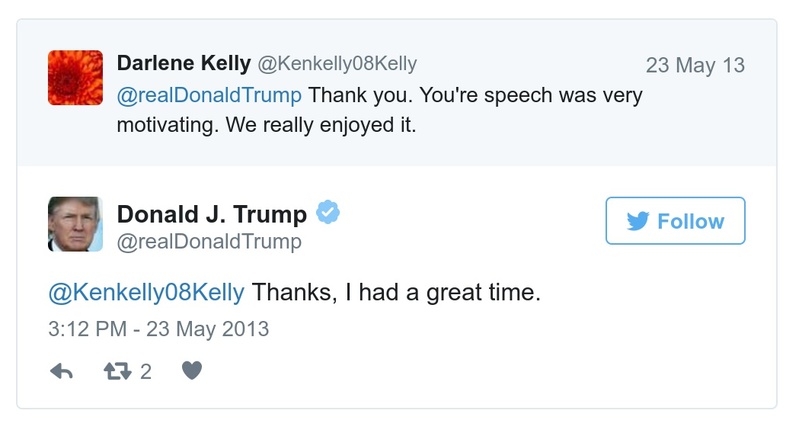 Darlene Kelly @Kenkelly08Kelly 23 May 13
@realDonaldTrump Thank you. You're speech was very
motivating. We really enjoyed it.
Donald J. Trump
@realDonaldTrump
Follow
@Kenkelly08Kelly Thanks, I had a great time.
3:12 PM - 23 May 2013
2